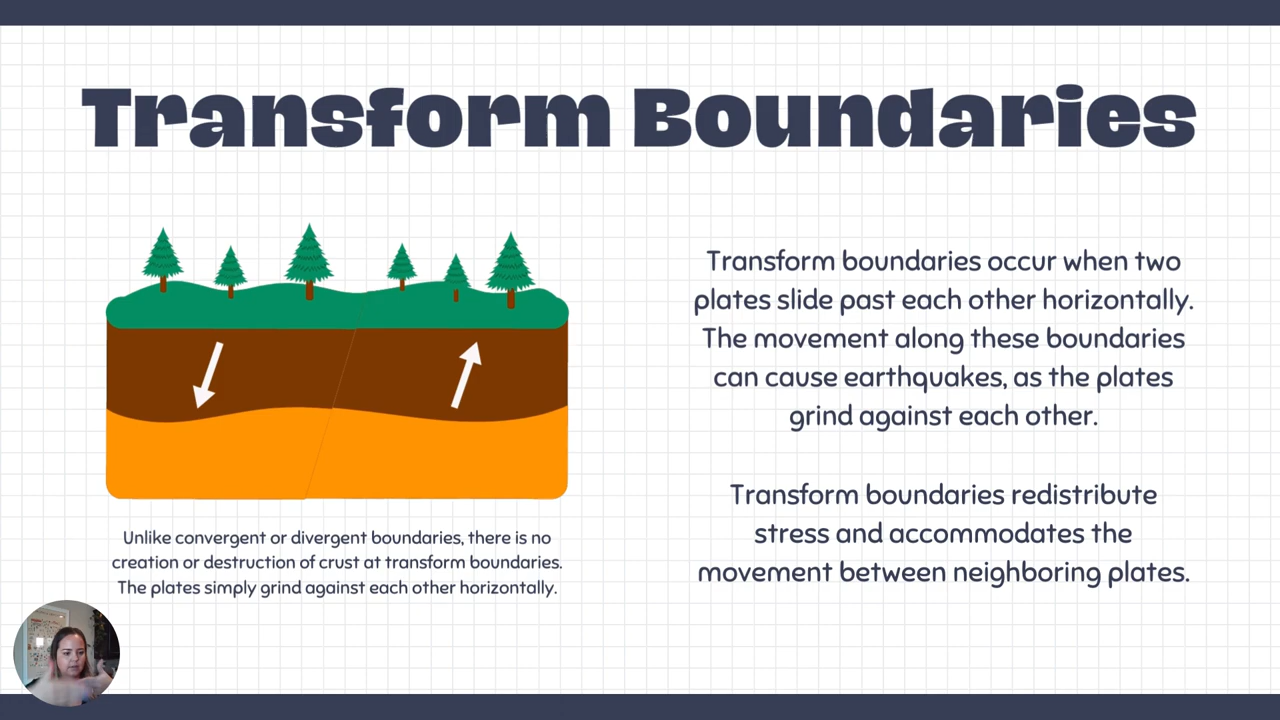 Transform Boundaries
Unlike convergent or divergent boundaries, there is no
creation or destruction of crust at transform boundaries.
The plates simply grind against each other horizontally.
Transform boundaries occur when two
plates slide past each other horizontally.
The movement along these boundaries
can cause earthquakes, as the plates
grind against each other.
Transform boundaries redistribute
stress and accommodates the
movement between neighboring plates.